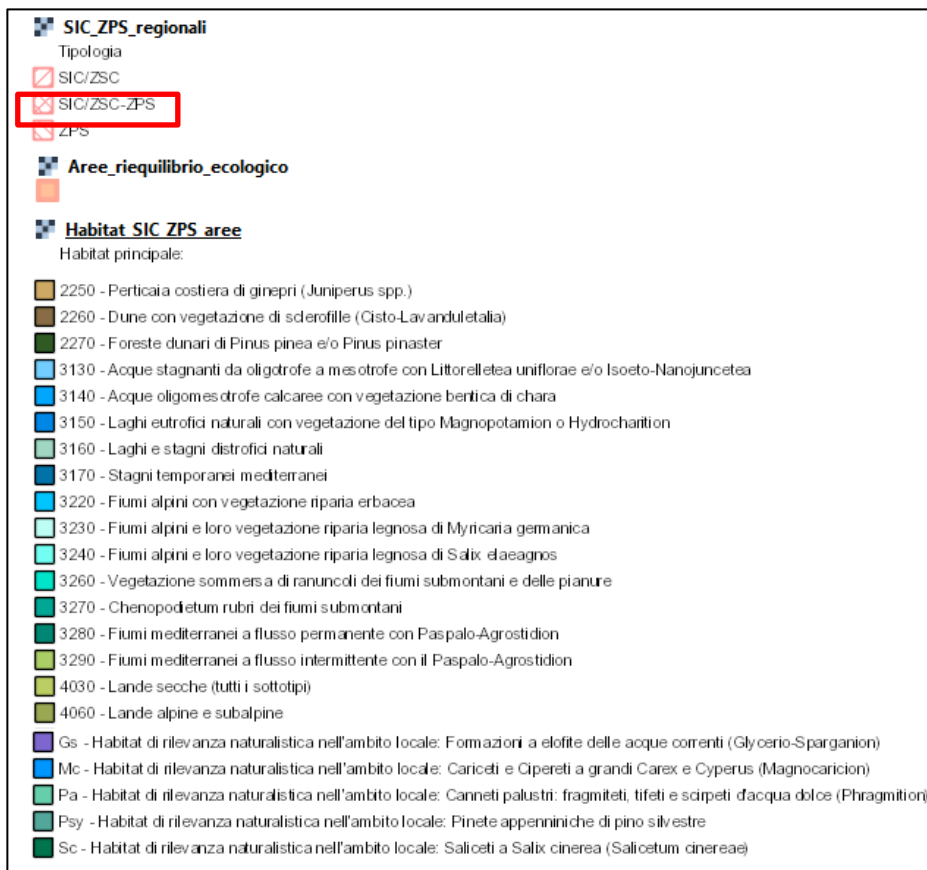 SIC_ZPS_regionali
Tipologia
SIC/ZSC
SIC/ZSC-ZPS
ZPS
Aree_riequilibrio_ecologico
Habitat_SIC_ZPS_aree
Habitat principale:
2250 - Perticaia costiera di ginepri (Juniperus spp.)
2260 - Dune con vegetazione di sclerofille (Cisto-Lavanduletalia)
2270 - Foreste dunari di Pinus pinea e/o Pinus pinaster
3130 - Acque stagnanti da oligotrofe a mesotrofe con Littorelletea uniflorae e/o Isoeto-Nanojuncetea
3140 - Acque oligomesotrofe calcaree con vegetazione bentica di chara
3150 - Laghi eutrofici naturali con vegetazione del tipo Magnopotamion o Hydrocharition
3160 - Laghi e stagni distrofici naturali
3170 - Stagni temporanei mediterranei
3220 - Fiumi alpini con vegetazione riparia erbacea
3230 - Fiumi alpini e loro vegetazione riparia legnosa di Myricaria germanica
3240 - Fiumi alpini e loro vegetazione riparia legnosa di Salix elaeagnos
3260 - Vegetazione sommersa di ranuncoli dei fiumi submontani e delle pianure
3270 - Chenopodietum rubri dei fiumi submontani
3280 - Fiumi mediterranei a flusso permanente con Paspalo-Agrostidion
3290 - Fiumi mediterranei a flusso intermittente con il Paspalo-Agrostidion
4030 - Lande secche (tutti i sottotipi)
4060 - Lande alpine e subalpine
Gs - Habitat di rilevanza naturalistica nell'ambito locale: Formazioni a elofite delle acque correnti (Glycerio-Sparganion)
Mc - Habitat di rilevanza naturalistica nell'ambito locale: Cariceti e Cipereti a grandi Carex e Cyperus (Magnocaricion)
Pa - Habitat di rilevanza naturalistica nell'ambito locale: Canneti palustri: fragmiteti, tifeti e scirpeti d'acqua dolce (Phragmition)
Psy - Habitat di rilevanza naturalistica nell'ambito locale: Pinete appenniniche di pino silvestre
Sc - Habitat di rilevanza naturalistica nell'ambito locale: Saliceti a Salix cinerea (Salicetum cinereae)